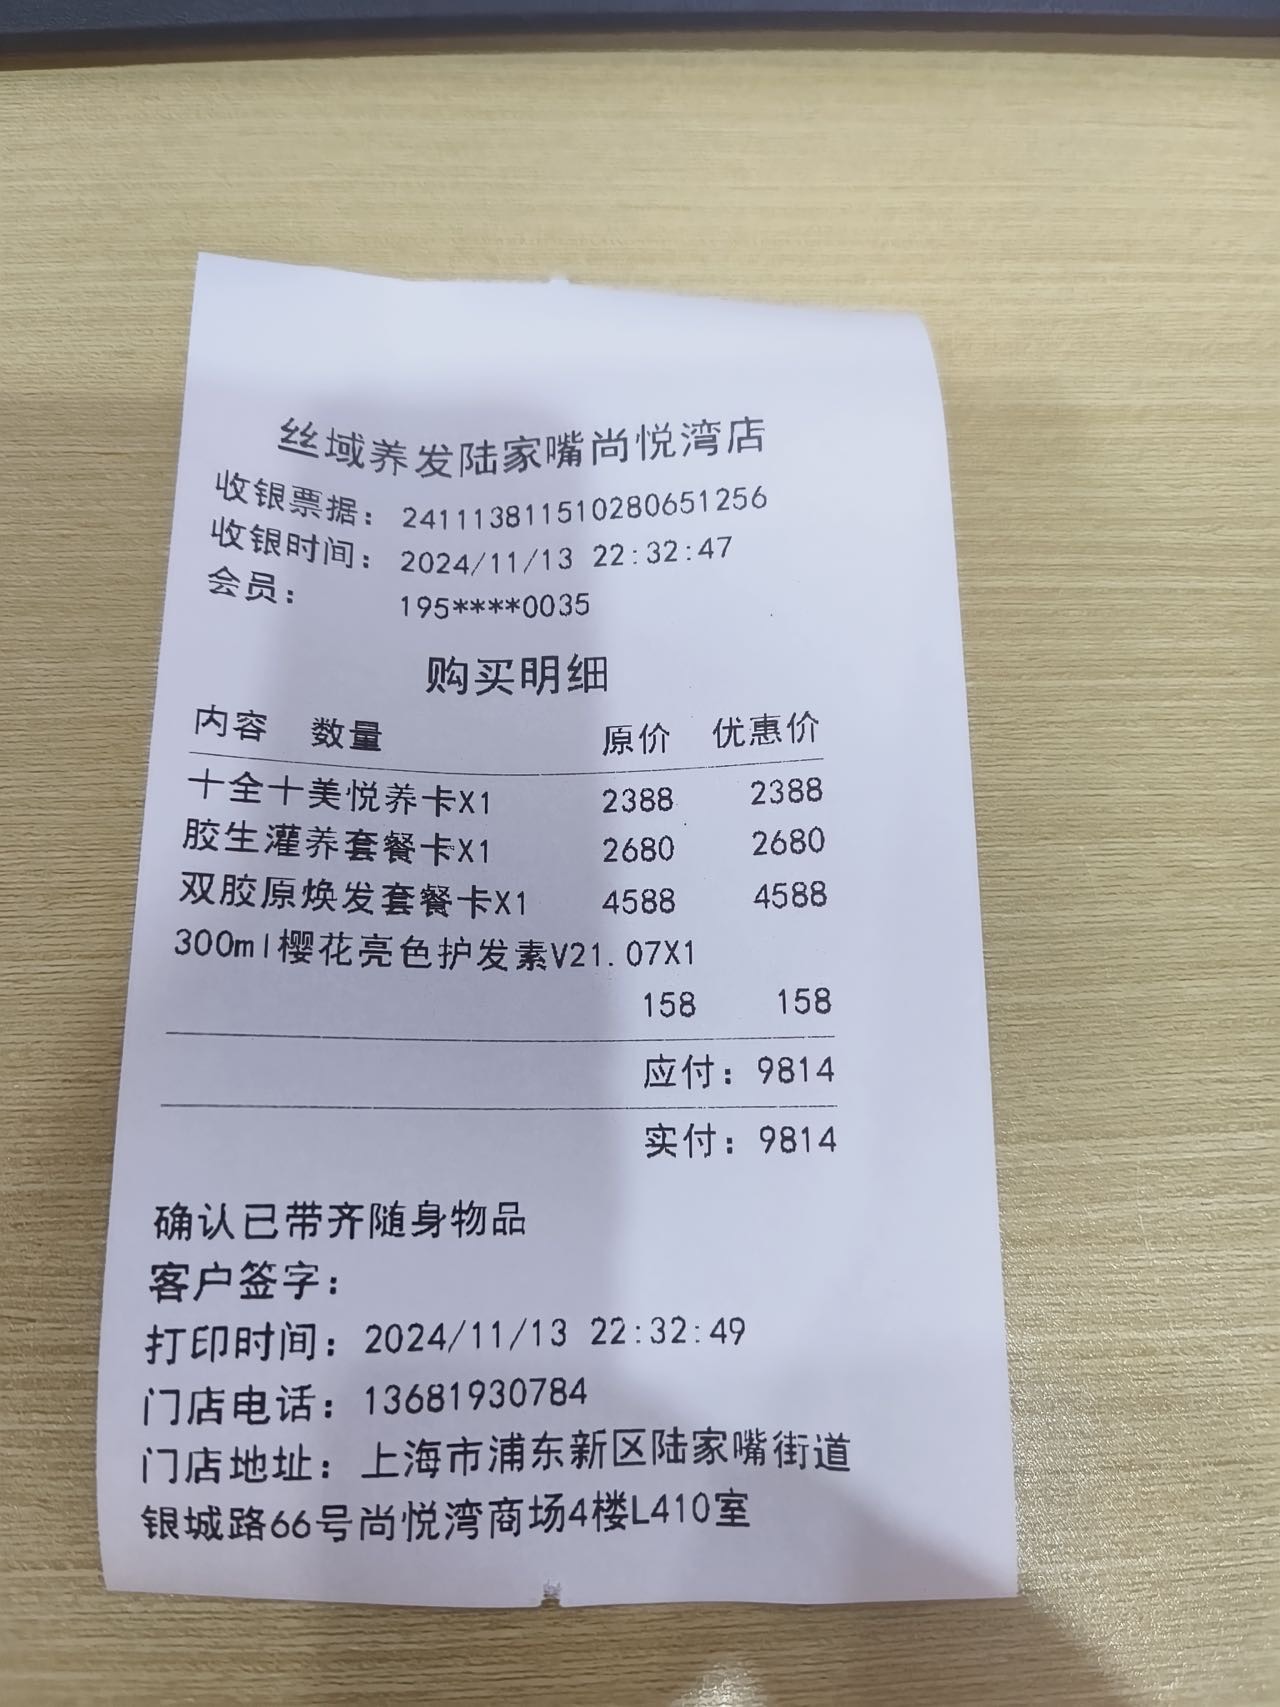 丝域养发陆家嘴尚悦湾店
收银票据： 241113811510280651256
收银时间： 2024/11/13 22:32:47
会员： 195****0035
购买明细
内容 数量 原价 优惠价
十全十美悦养卡X1 2388 2388
胶生灌养套餐卡X1 2680 2680
双胶原焕发套餐卡X1 4588 4588
300ml樱花亮色护发素V21.07X1
158 158
应付：9814
实付：9814
确认已带齐随身物品
客户签字：
打印时间：2024/11/13 22:32:49
门店电话：13681930784
门店地址：上海市浦东新区陆家嘴街道
银城路66号尚悦湾商场4楼L410室